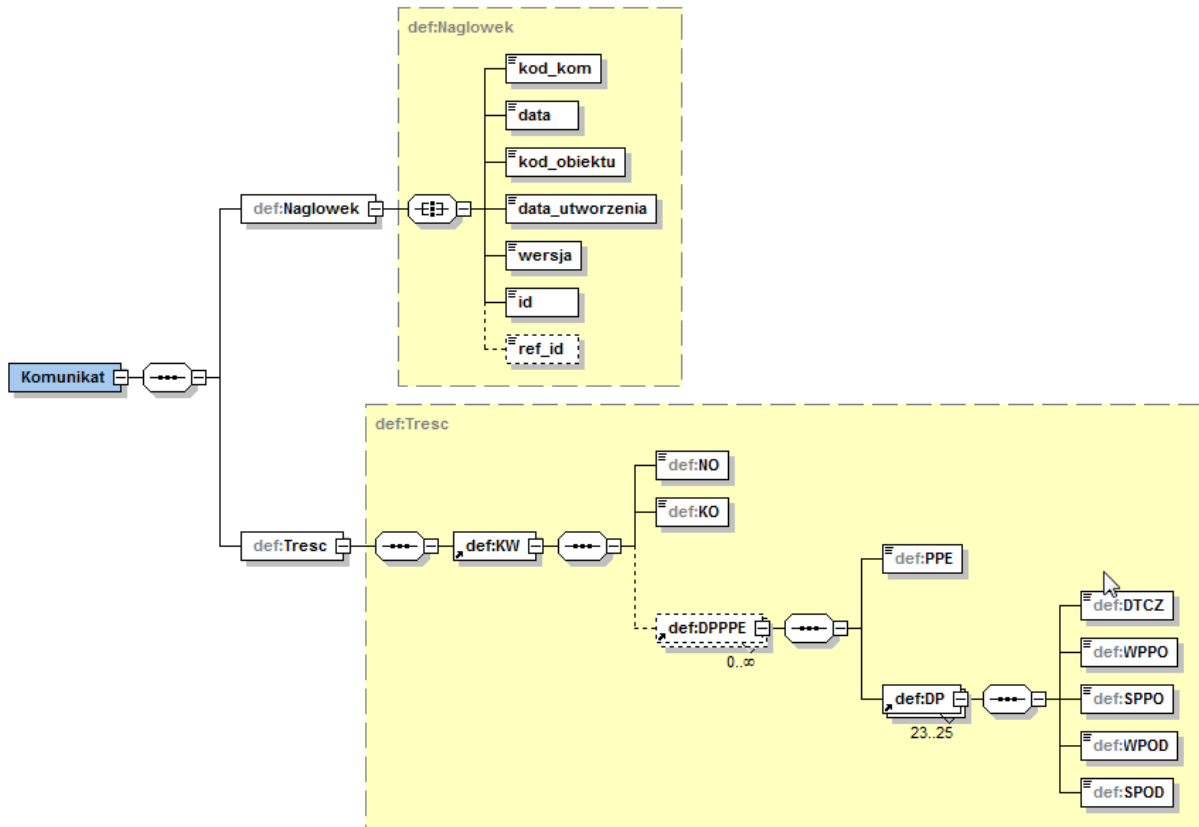 def:Naglowek
kod_kom
data
kod_obiektu
def:Naglowek
data_utworzenia
wersja
id
ref_id
Komunikat
def:Tresc
def:NO
def:KO
def:Tresc
def:KW
def:PPE
def:DTCZ
def:DPPPE
0..∞
def:WPPO
def:DP
23..25
def:SPPO
def:WPOD
def:SPOD